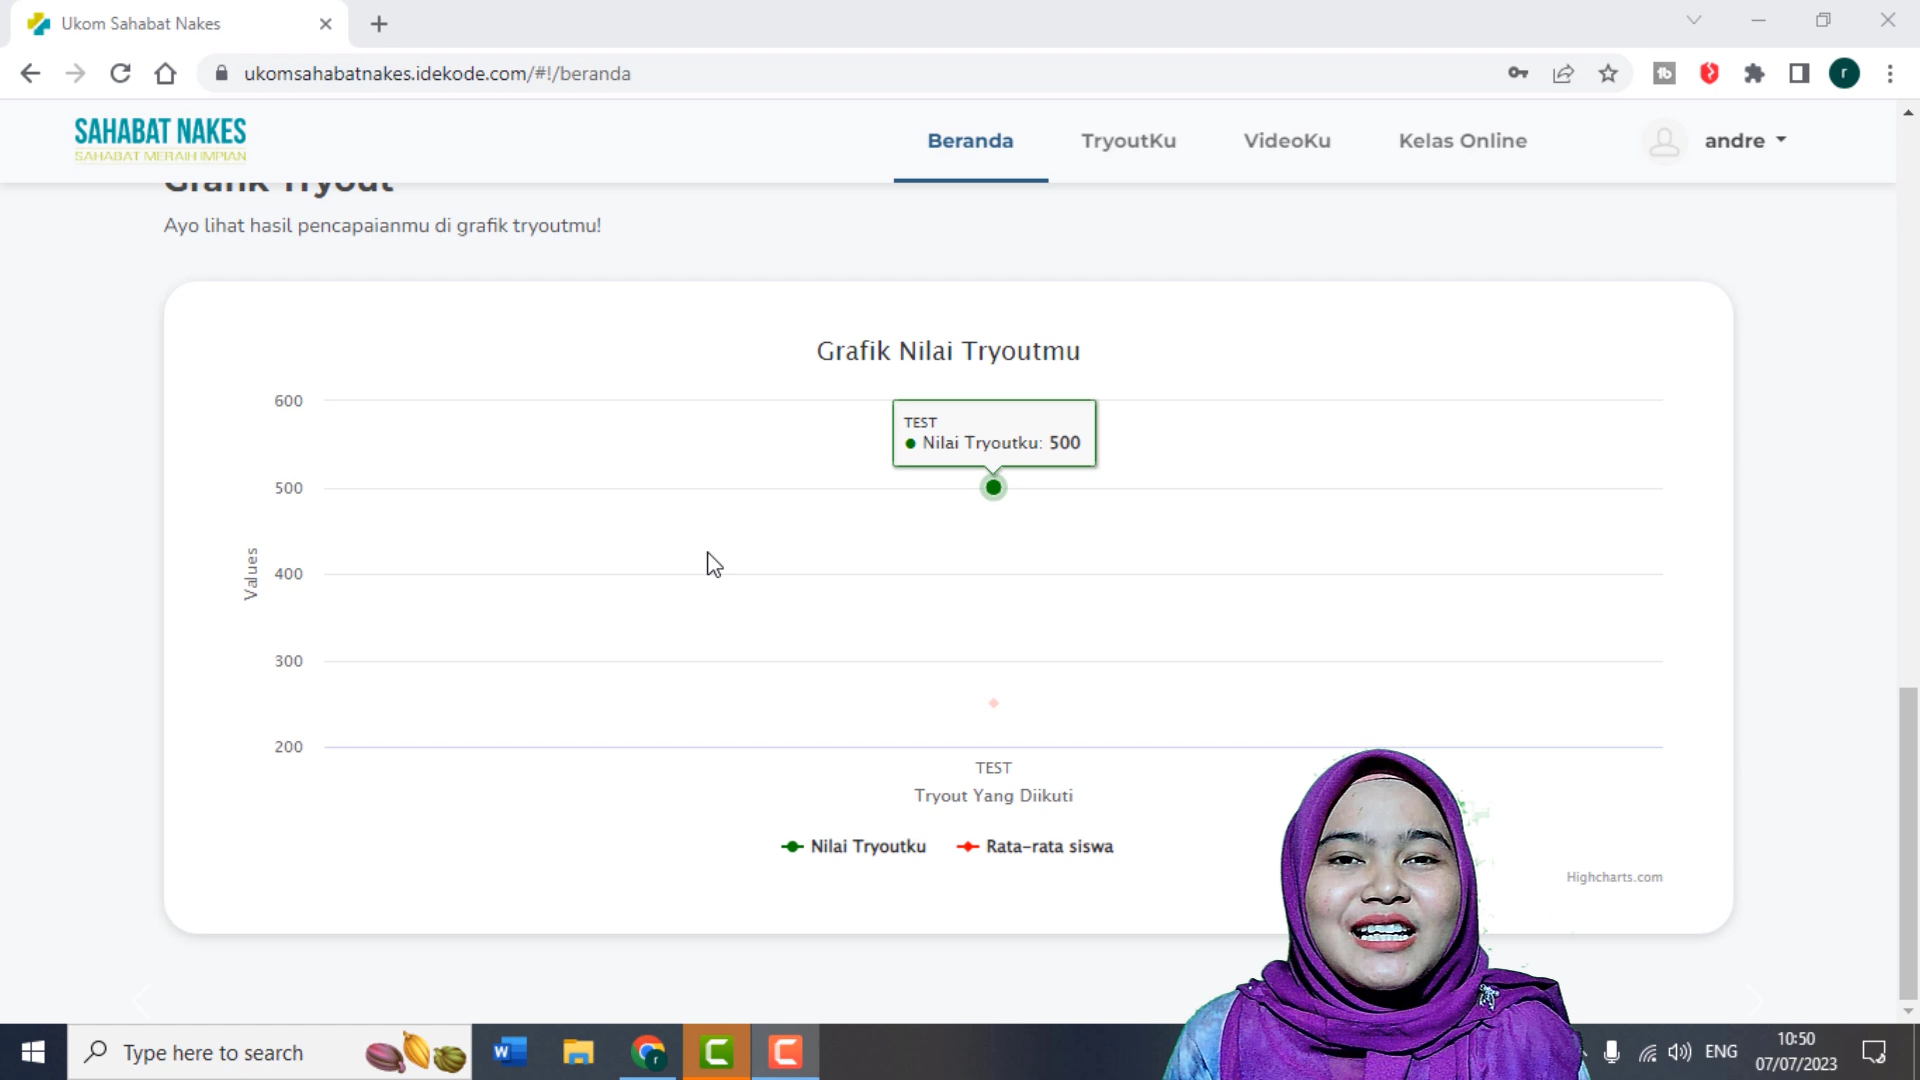 Ukom Sahabat Nakes
ukomsahabatnakes.idekode.com/#!/beranda
SAHABAT NAKES
SAHABAT MERAIH IMPIAN
Beranda
TryoutKu
VideoKu
Kelas Online
andre
Grafik Tryout
Ayo lihat hasil pencapaianmu di grafik tryoutmu!
Grafik Nilai Tryoutmu
600
TEST
Nilai Tryoutku: 500
500
Values
400
300
200
TEST
Tryout Yang Diikuti
Nilai Tryoutku
Rata-rata siswa
Highcharts.com
Type here to search
ENG
10:50
07/07/2023